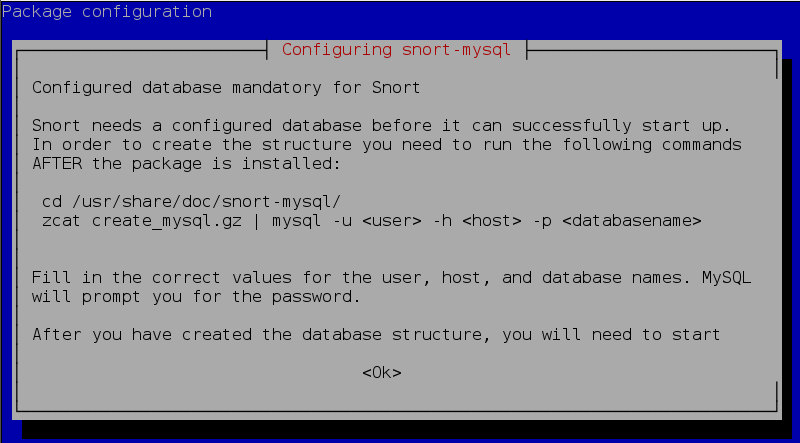 Package configuration
Configuring snort-mysql
Configured database mandatory for Snort
Snort needs a configured database before it can successfully start up.
In order to create the structure you need to run the following commands
AFTER the package is installed:
cd /usr/share/doc/snort-mysql/
zcat create_mysql.gz | mysql -u <user> -h <host> -p <databasename>
Fill in the correct values for the user, host, and database names. MySQL
will prompt you for the password.
After you have created the database structure, you will need to start
<Ok>